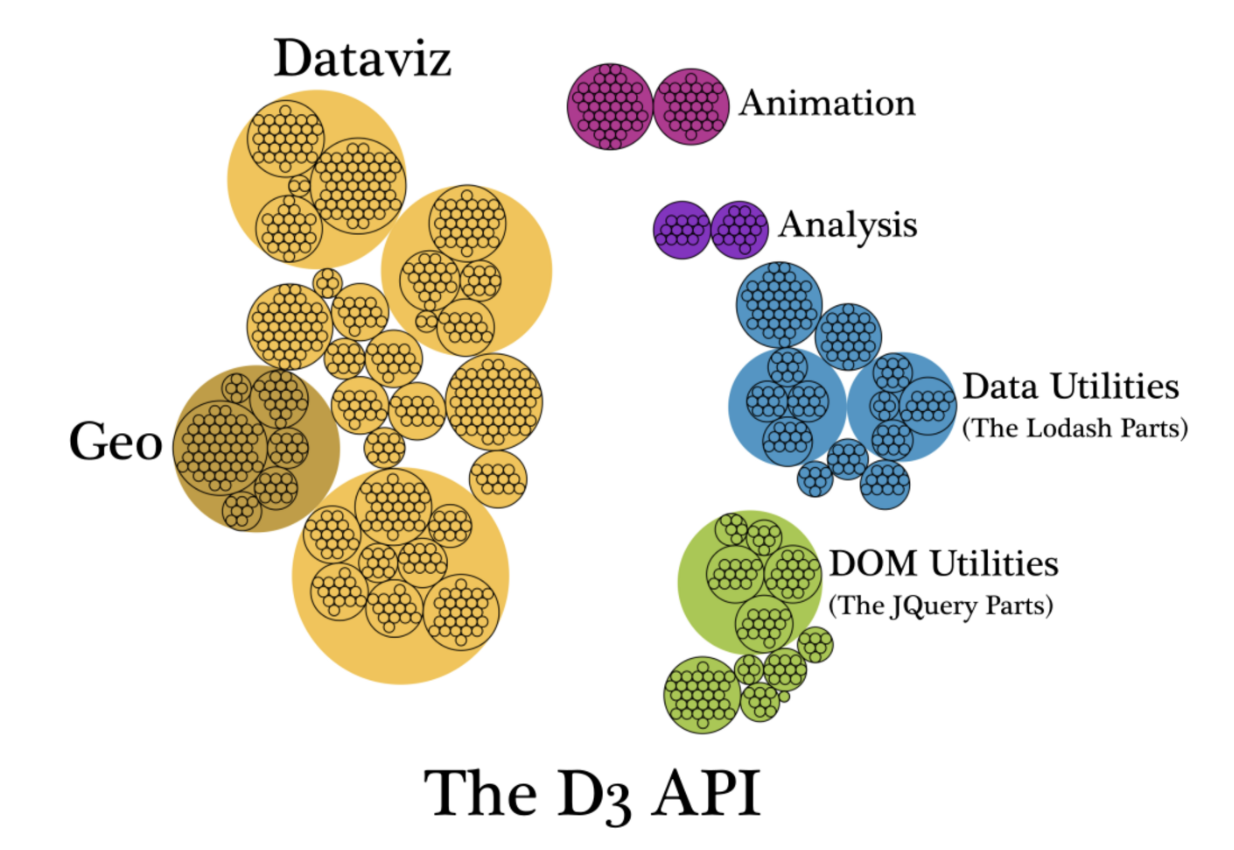 Dataviz
Animation
Analysis
Data Utilities
(The Lodash Parts)
Geo
DOM Utilities
(The JQuery Parts)
The D3 API